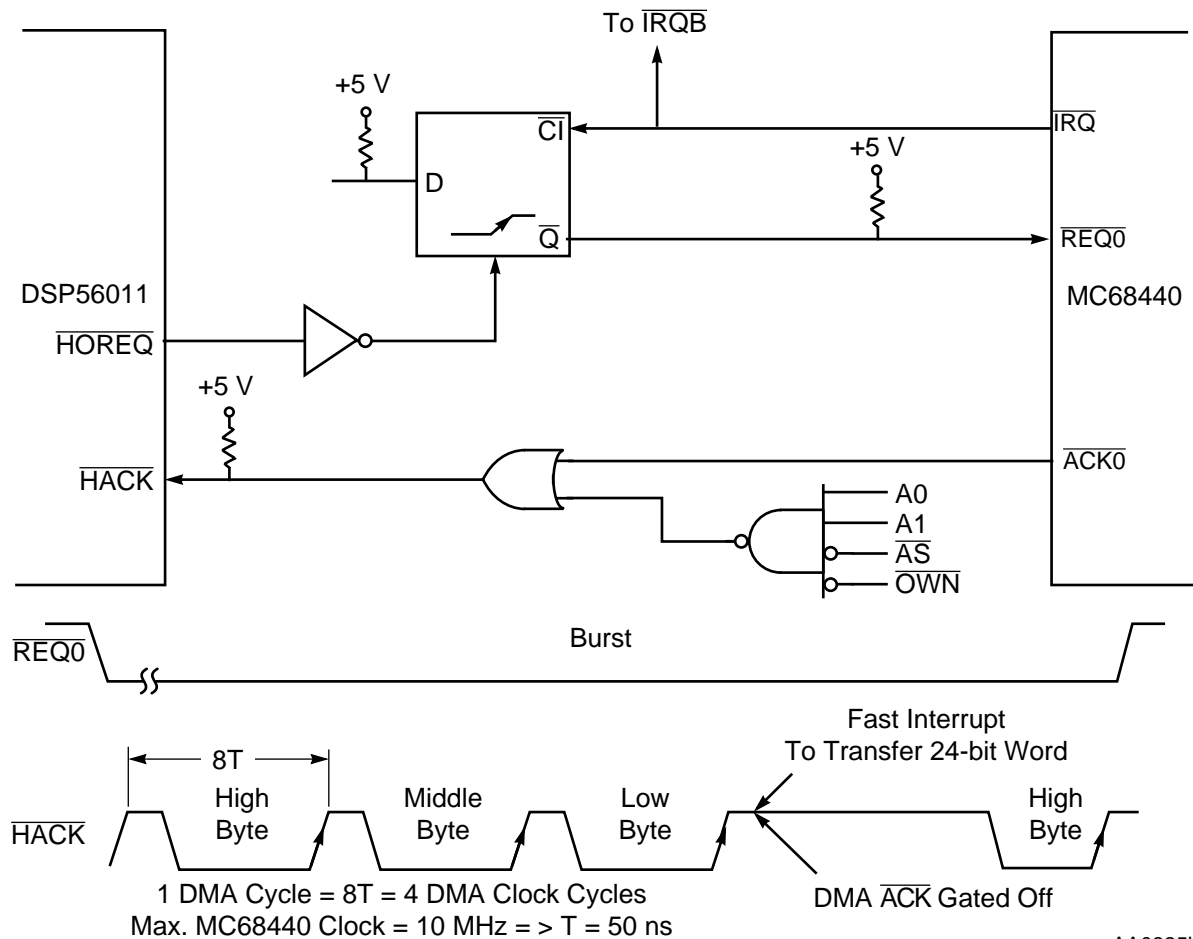 To IRQB
+5 V
CI
IRQ
+5 V
D
Q
REQ0
DSP56011
MC68440
HOREQ
+5 V
HACK
ACK0
A0
A1
AS
OWN
REQ0
Burst
Fast Interrupt
To Transfer 24-bit Word
8T
HACK
High
Byte
Middle
Byte
Low
Byte
High
Byte
1 DMA Cycle = 8T = 4 DMA Clock Cycles
DMA ACK Gated Off
Max. MC68440 Clock = 10 MHz = > T = 50 ns